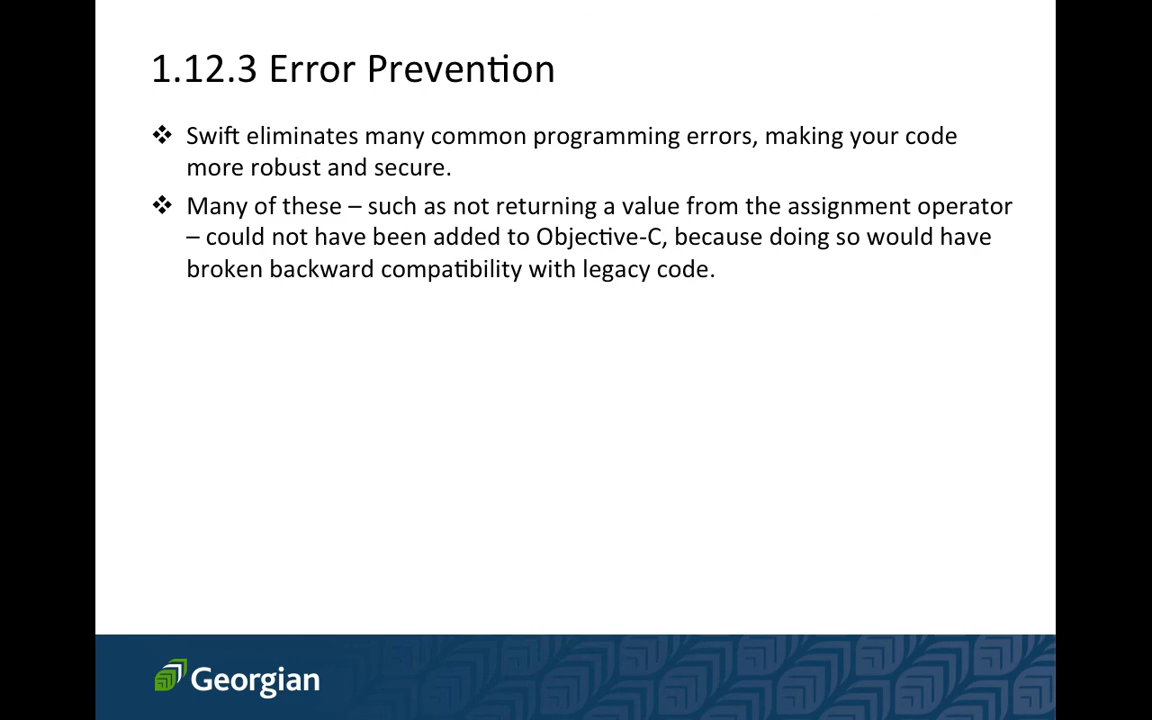 1.12.3 Error Prevention
❖ Swift eliminates many common programming errors, making your code
more robust and secure.
❖ Many of these – such as not returning a value from the assignment operator
– could not have been added to Objective-C, because doing so would have
broken backward compatibility with legacy code.
Georgian